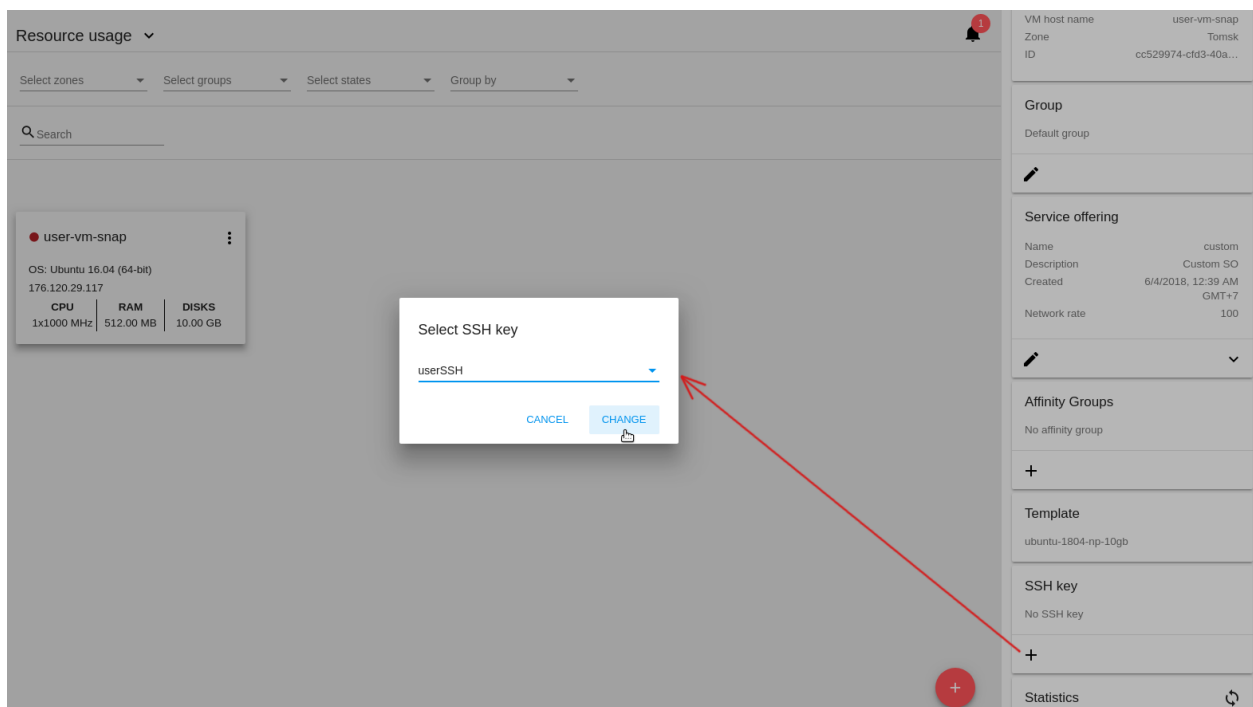 Resource usage
1
Select zones
Select groups
Select states
Group by
Search
user-vm-snap
OS: Ubuntu 16.04 (64-bit)
176.120.29.117
CPU RAM DISKS
1x1000 MHz 512.00 MB 10.00 GB
Select SSH key
userSSH
CANCEL CHANGE
VM host name user-vm-snap
Zone Tomsk
ID cc529974-cfd3-40a...
Group
Default group
Service offering
Name custom
Description Custom SO
Created 6/4/2018, 12:39 AM
GMT+7
Network rate 100
Affinity Groups
No affinity group
+
Template
ubuntu-1804-np-10gb
SSH key
No SSH key
+
Statistics
+